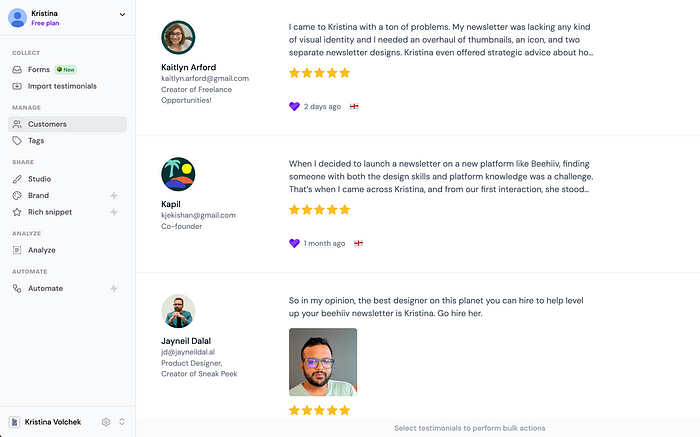 Kristina
Free plan
COLLECT
Forms New
Import testimonials
MANAGE
Customers
Tags
SHARE
Studio
Brand
Rich snippet
ANALYZE
Analyze
AUTOMATE
Automate
Kristina Volchek
Kaitlyn Arford
kaitlyn.arford@gmail.com
Creator of Freelance
Opportunities!
I came to Kristina with a ton of problems. My newsletter was lacking any kind
of visual identity and I needed an overhaul of thumbnails, an icon, and two
separate newsletter designs. Kristina even offered strategic advice about ho...
2 days ago
Kapil
kjekishan@gmail.com
Co-founder
When I decided to launch a newsletter on a new platform like Beehiiv, finding
someone with both the design skills and platform knowledge was a challenge.
That's when I came across Kristina, and from our first interaction, she stood...
1 month ago
Jayneil Dalal
jd@jayneildal.al
Product Designer,
Creator of Sneak Peek
So in my opinion, the best designer on this planet you can hire to help level
up your beehiiv newsletter is Kristina. Go hire her.
Select testimonials to perform bulk actions